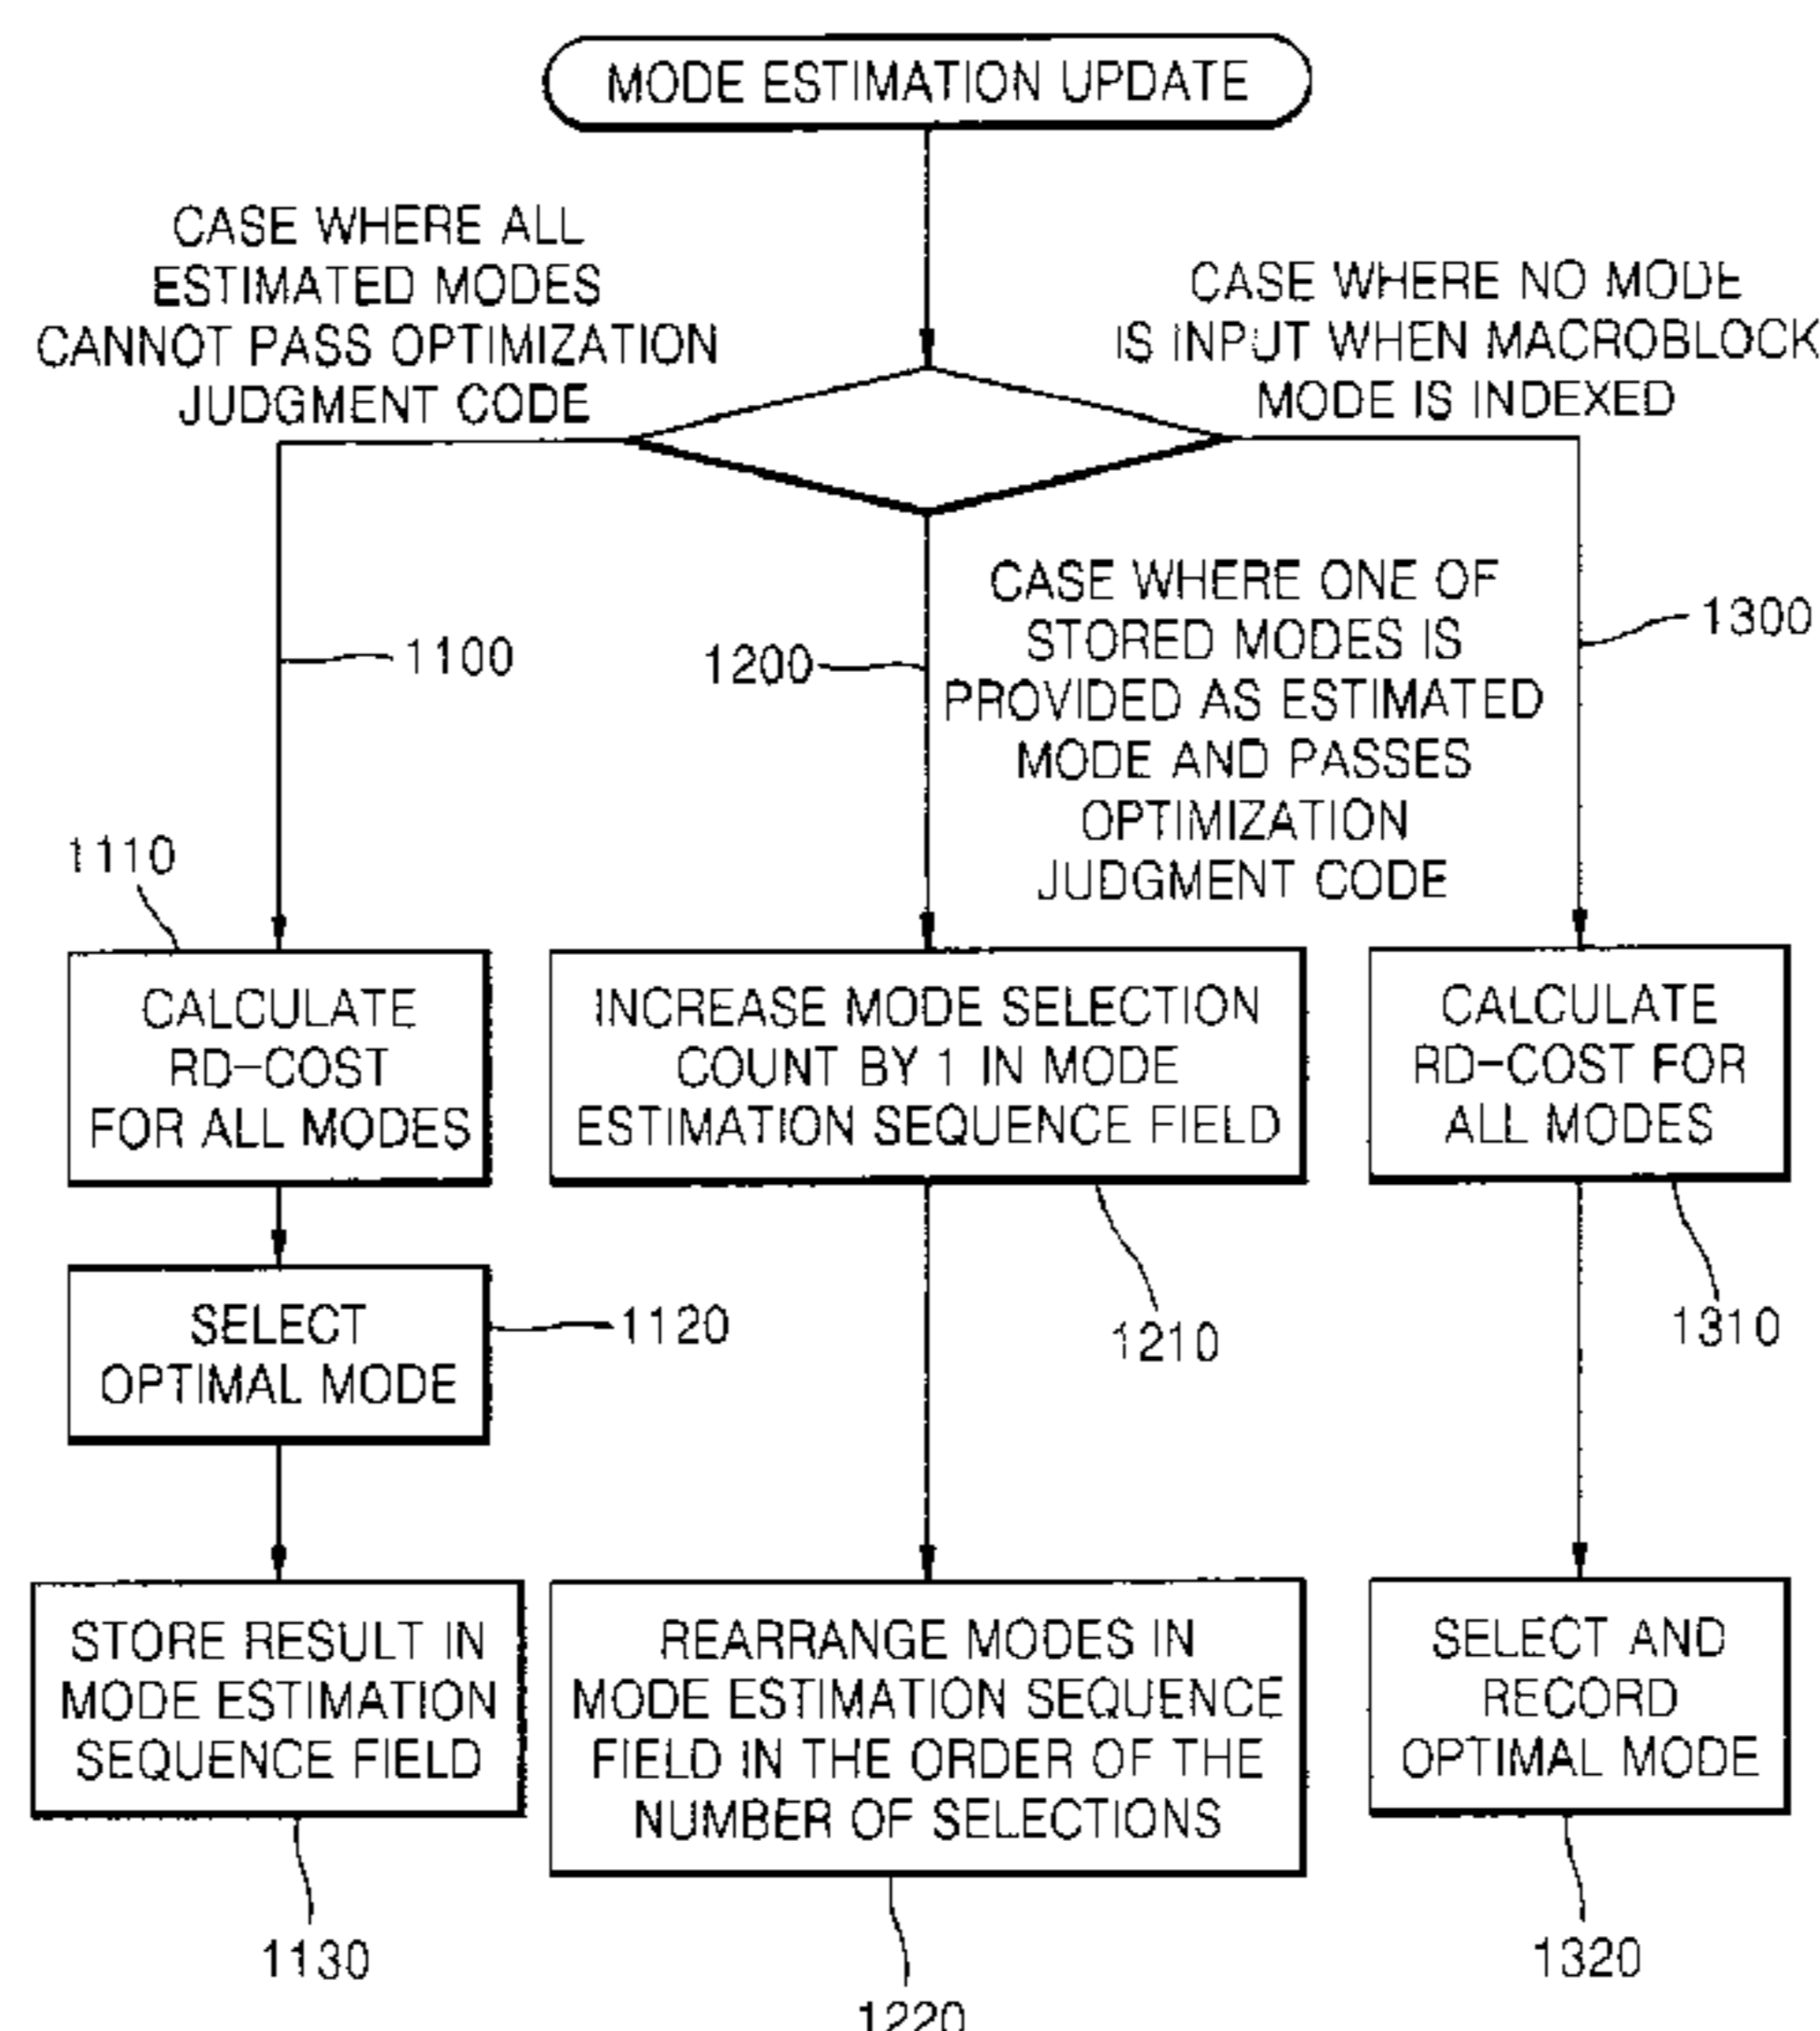 MODE ESTIMATION UPDATE
CASE WHERE ALL
ESTIMATED MODES
CANNOT PASS OPTIMIZATION
JUDGMENT CODE
CASE WHERE NO MODE
IS INPUT WHEN MACROBLOCK
MODE IS INDEXED
CASE WHERE ONE OF
STORED MODES IS
PROVIDED AS ESTIMATED
MODE AND PASSES
OPTIMIZATION
JUDGMENT CODE
1100
1200
1300
1110
CALCULATE
RD-COST
FOR ALL MODES
INCREASE MODE SELECTION
COUNT BY 1 IN MODE
ESTIMATION SEQUENCE FIELD
CALCULATE
RD-COST FOR
ALL MODES
SELECT
OPTIMAL MODE
1120
1210
1310
STORE RESULT IN
MODE ESTIMATION
SEQUENCE FIELD
REARRANGE MODES IN
MODE ESTIMATION SEQUENCE
FIELD IN THE ORDER OF THE
NUMBER OF SELECTIONS
SELECT AND
RECORD
OPTIMAL MODE
1130
1220
1320